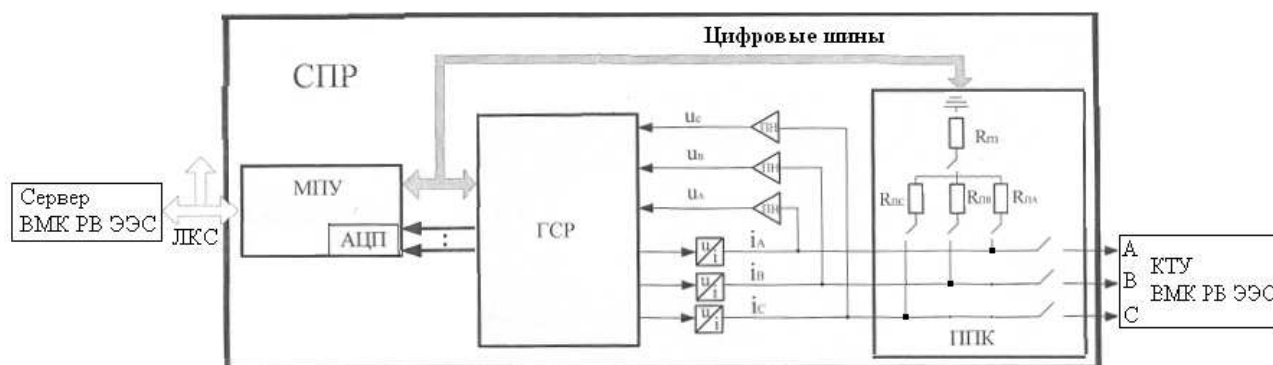 Цифровые шины
СПР
МПУ
АЦП
Сервер
ВМК РВ ЭЭС
ЛКС
ГСР
uC
uB
uA
ПН
ПН
ПН
u
i
u
i
u
i
iA
iB
iC
RПЗ
RПС
RПВ
RПА
ППК
A
B
C
КТУ
ВМК РВ ЭЭС